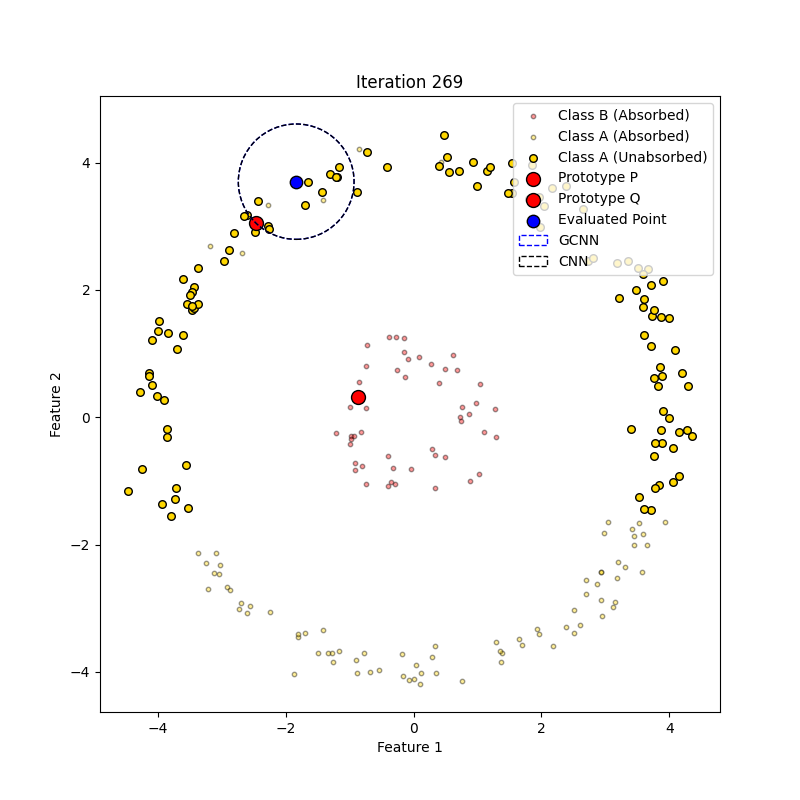 Iteration 269
Class B (Absorbed)
Class A (Absorbed)
Class A (Unabsorbed)
Prototype P
Prototype Q
Evaluated Point
GCNN
CNN
Feature 2
4
2
0
−2
−4
−4
−2
0
2
4
Feature 1